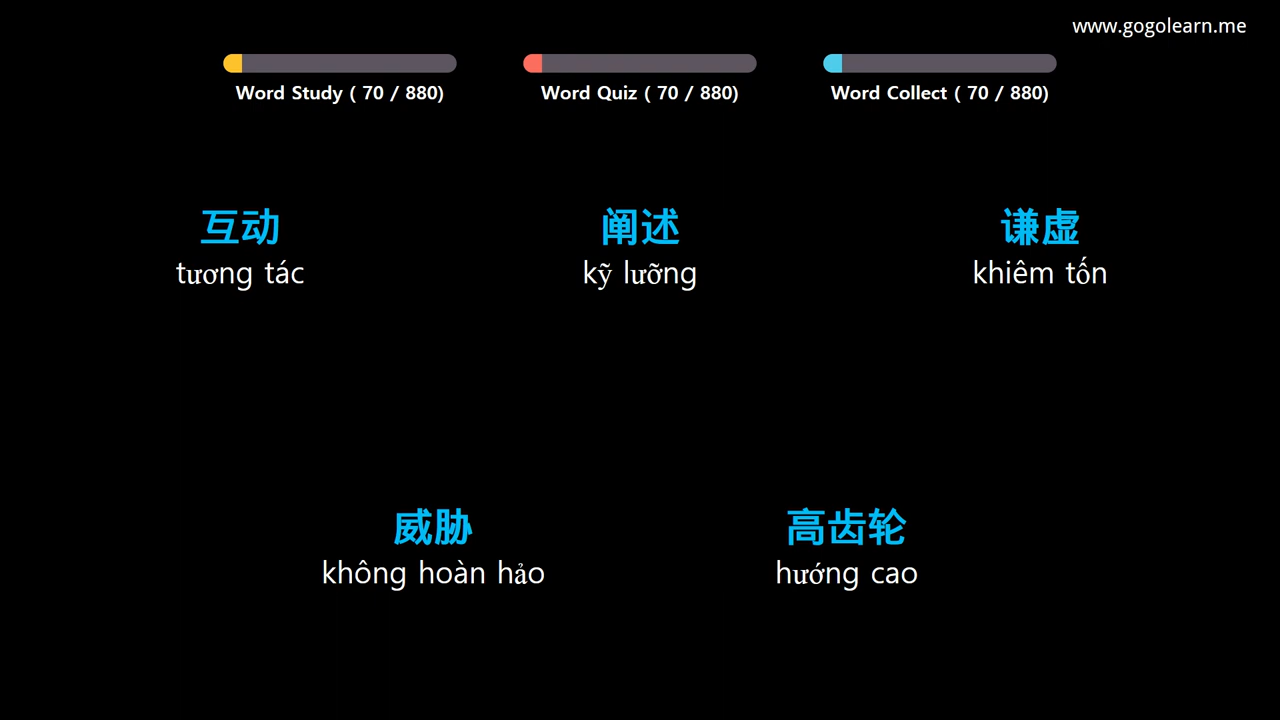 www.gogolearn.me
Word Study ( 70 / 880)
Word Quiz ( 70 / 880)
Word Collect ( 70 / 880)
互动
tương tác
阐述
kỹ lưỡng
谦虚
khiêm tốn
威胁
không hoàn hảo
高齿轮
hướng cao